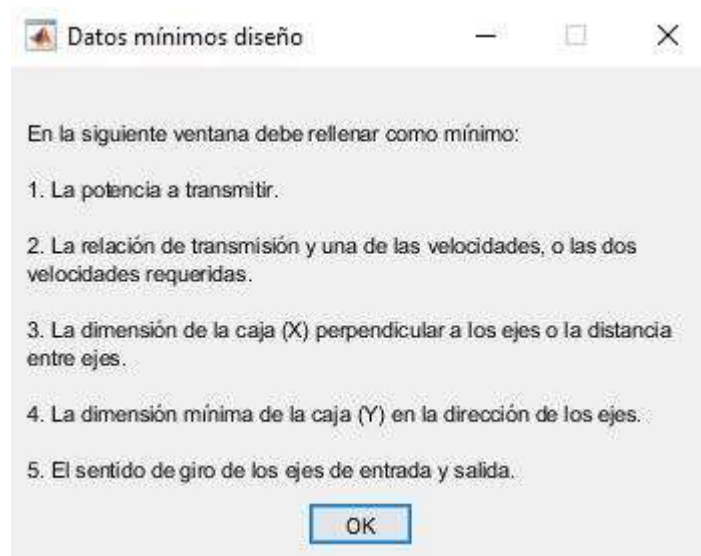 Datos mínimos diseño
En la siguiente ventana debe rellenar como mínimo:
1. La potencia a transmitir.
2. La relación de transmisión y una de las velocidades, o las dos
velocidades requeridas.
3. La dimensión de la caja (X) perpendicular a los ejes o la distancia
entre ejes.
4. La dimensión mínima de la caja (Y) en la dirección de los ejes.
5. El sentido de giro de los ejes de entrada y salida.
OK